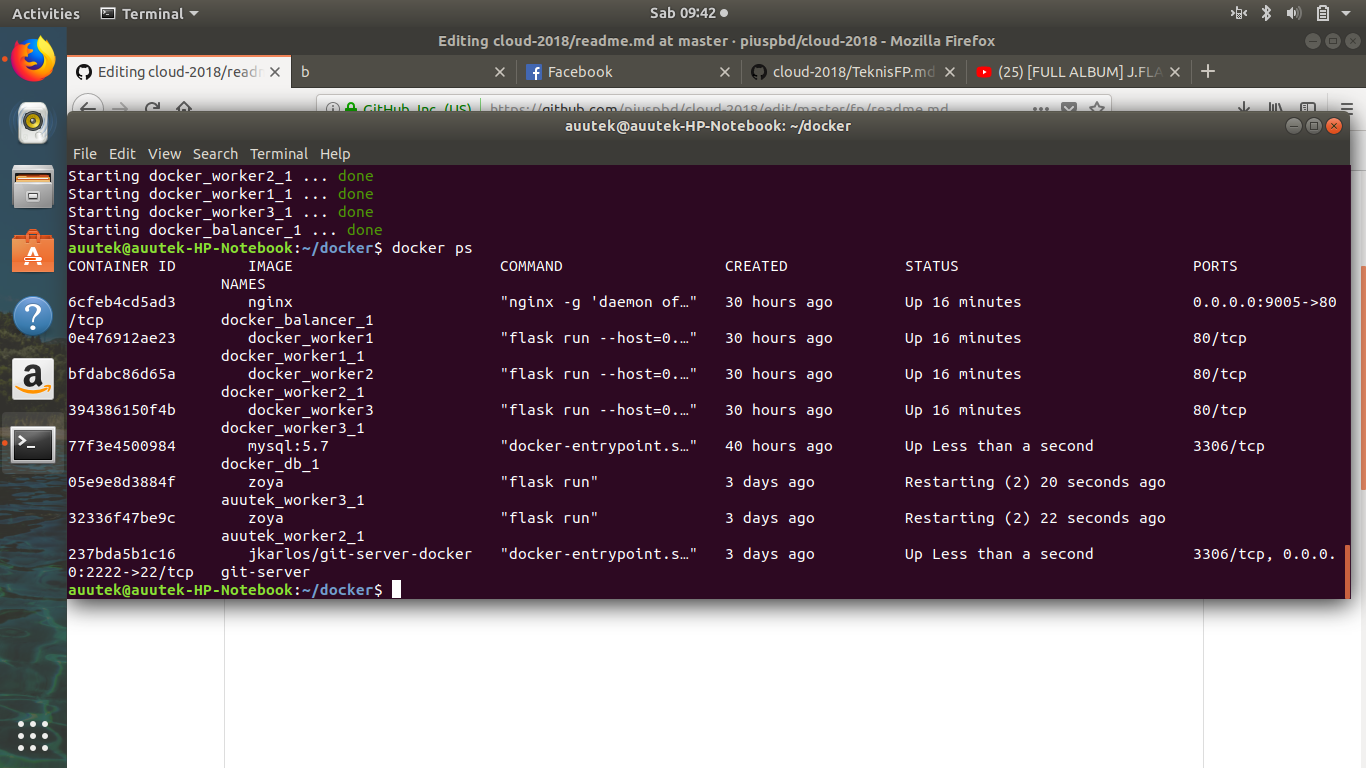 Activities Terminal Sab 09:42
Editing cloud-2018/readme.md at master · piuspbd/cloud-2018 - Mozilla Firefox
Editing cloud-2018/readm b Facebook cloud-2018/TeknisFP.md (25) [FULL ALBUM] J.FLA
GitHub, Inc. (US) https://github.com/piuspbd/cloud-2018/edit/master/fp/readme.md
auutek@auutek-HP-Notebook: ~/docker
File Edit View Search Terminal Help
Starting docker_worker2_1 ... done
Starting docker_worker1_1 ... done
Starting docker_worker3_1 ... done
Starting docker_balancer_1 ... done
auutek@auutek-HP-Notebook:~/docker$ docker ps
CONTAINER ID IMAGE COMMAND CREATED STATUS PORTS
NAMES
6cfeb4cd5ad3 nginx "nginx -g 'daemon of…" 30 hours ago Up 16 minutes 0.0.0.0:9005->80
/tcp docker_balancer_1
0e476912ae23 docker_worker1 "flask run --host=0.…" 30 hours ago Up 16 minutes 80/tcp
docker_worker1_1
bfdabc86d65a docker_worker2 "flask run --host=0.…" 30 hours ago Up 16 minutes 80/tcp
docker_worker2_1
394386150f4b docker_worker3 "flask run --host=0.…" 30 hours ago Up 16 minutes 80/tcp
docker_worker3_1
77f3e4500984 mysql:5.7 "docker-entrypoint.s…" 40 hours ago Up Less than a second 3306/tcp
docker_db_1
05e9e8d3884f zoya "flask run" 3 days ago Restarting (2) 20 seconds ago
auutek_worker3_1
32336f47be9c zoya "flask run" 3 days ago Restarting (2) 22 seconds ago
auutek_worker2_1
237bda5b1c16 jkarlos/git-server-docker "docker-entrypoint.s…" 3 days ago Up Less than a second 3306/tcp, 0.0.0.
0:2222->22/tcp git-server
auutek@auutek-HP-Notebook:~/docker$